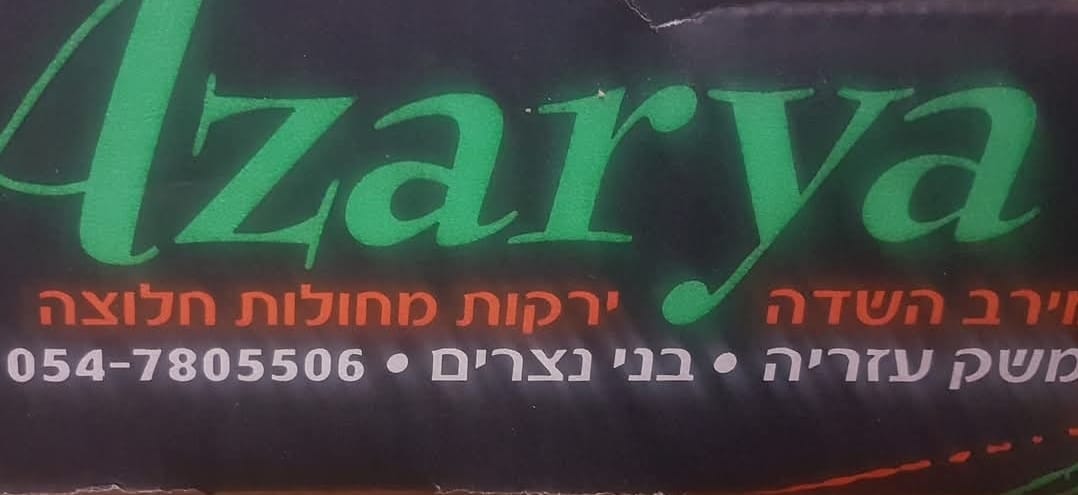 Azarya
השדה ירקות מחולות חלוצה
משק עזריה • בני נצרים • 054-7805506